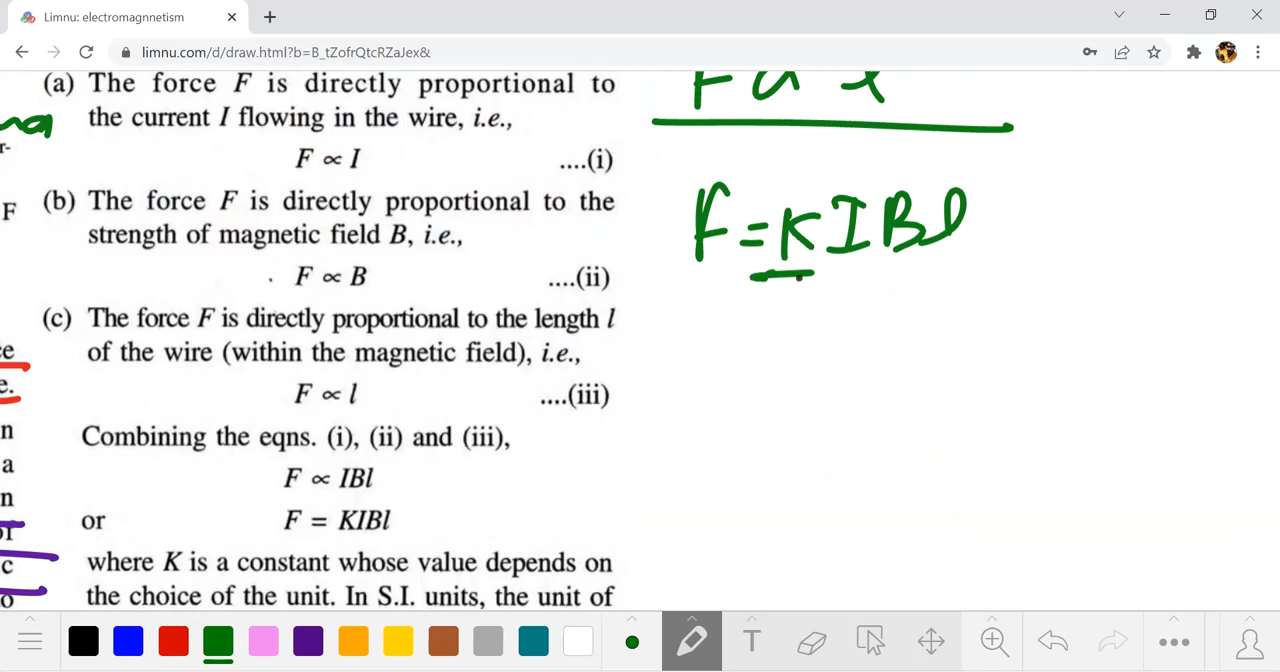 Limnu: electromagnnetism
limnu.com/d/draw.html?b=B_tZofrQtcRZaJex&
(a) The force F is directly proportional to
the current I flowing in the wire, i.e.,
F ∝ I ....(i)
(b) The force F is directly proportional to the
strength of magnetic field B, i.e.,
F ∝ B ....(ii)
(c) The force F is directly proportional to the length l
of the wire (within the magnetic field), i.e.,
F ∝ l ....(iii)
Combining the eqns. (i), (ii) and (iii),
F ∝ IBl
or F = KIBl
where K is a constant whose value depends on
the choice of the unit. In S.I. units, the unit of
r-
F
e
e.
n
a
n
or
c
o
F α l
F = K I B l
T